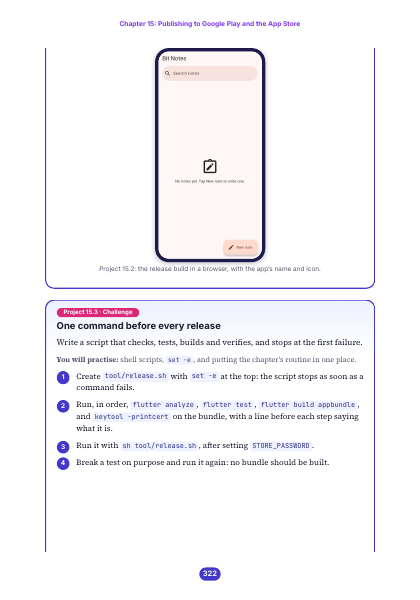 Chapter 15: Publishing to Google Play and the App Store
Bit Notes
Search notes
No notes yet. Tap New note to write one.
New note
Project 15.2: the release build in a browser, with the app's name and icon.
Project 15.3 · Challenge
One command before every release
Write a script that checks, tests, builds and verifies, and stops at the first failure.
You will practise: shell scripts, set -e, and putting the chapter's routine in one place.
1 Create tool/release.sh with set -e at the top: the script stops as soon as a
command fails.
2 Run, in order, flutter analyze, flutter test, flutter build appbundle,
and keytool -printcert on the bundle, with a line before each step saying
what it is.
3 Run it with sh tool/release.sh, after setting STORE_PASSWORD.
4 Break a test on purpose and run it again: no bundle should be built.
322